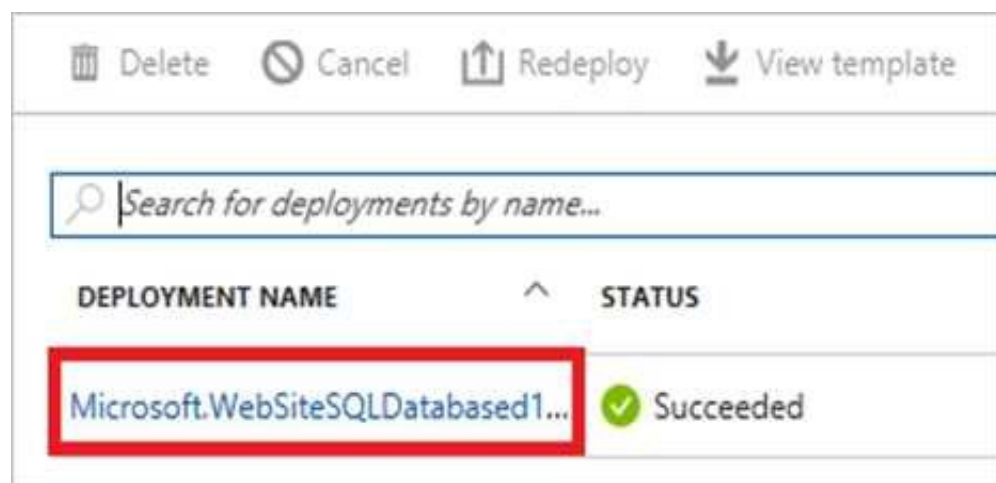 Delete Cancel Redeploy View template
Search for deployments by name...
DEPLOYMENT NAME STATUS
Microsoft.WebSiteSQLDatabased1... Succeeded